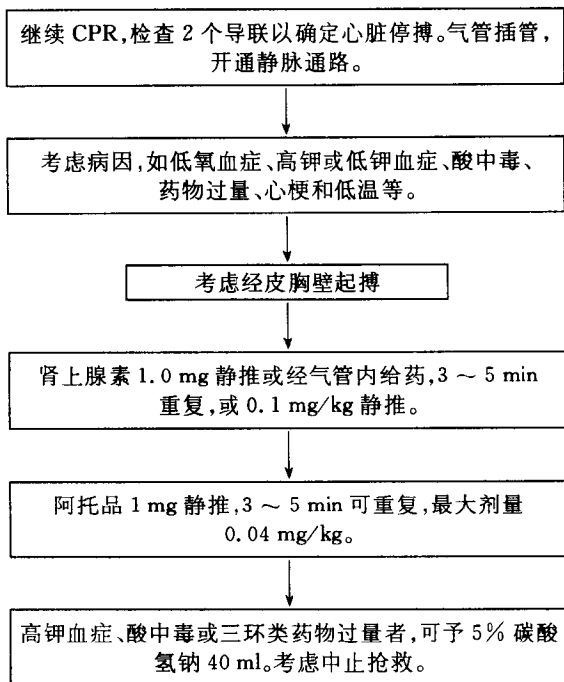 继续 CPR,检查 2 个导联以确定心脏停搏。气管插管,
开通静脉通路。
考虑病因,如低氧血症、高钾或低钾血症、酸中毒、
药物过量、心梗和低温等。
考虑经皮胸壁起搏
肾上腺素 1.0 mg 静推或经气管内给药,3 ~ 5 min
重复,或 0.1 mg/kg 静推。
阿托品 1 mg 静推,3 ~ 5 min 可重复,最大剂量
0.04 mg/kg。
高钾血症、酸中毒或三环类药物过量者,可予 5% 碳酸
氢钠 40 ml。考虑中止抢救。